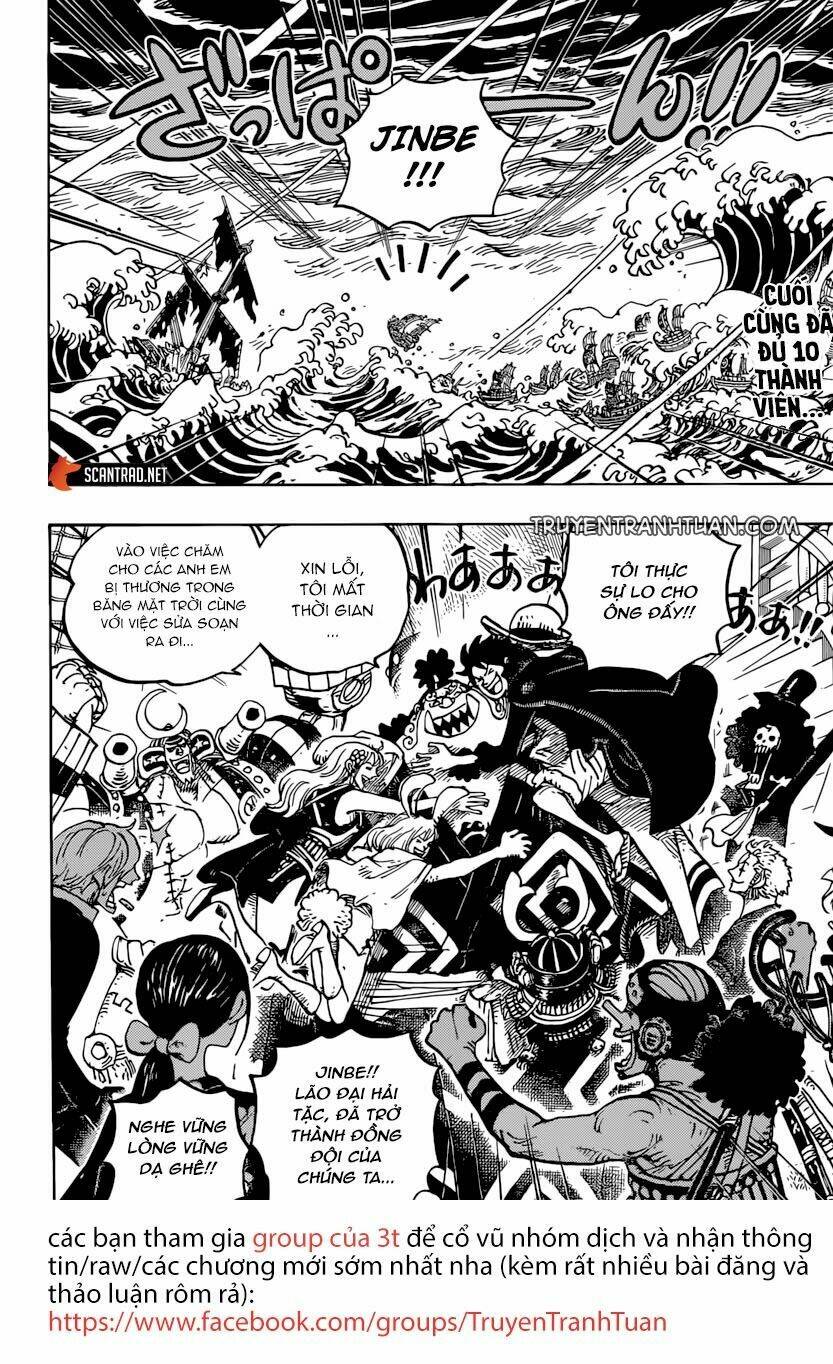 ざっぱーん!!
JINBE
!!!
CUỐI
CÙNG ĐÃ
ĐỦ 10
THÀNH
VIÊN...
SCANTRAD.NET
TRUYENTRANHTUAN.COM
TÔI THỰC
SỰ LO CHO
ÔNG ĐẤY!!
わあああ
ああ!!
XIN LỖI,
TÔI MẤT
THỜI GIAN
...
VÀO VIỆC CHĂM
CHO CÁC ANH EM
BỊ THƯƠNG TRONG
BĂNG MẶT TRỜI CÙNG
VỚI VIỆC SỬA SOẠN
RA ĐI...
JINBE!!
LÃO ĐẠI HẢI
TẶC, ĐÃ TRỞ
THÀNH ĐỒNG
ĐỘI CỦA
CHÚNG TA...
NGHE VỮNG
LÒNG VỮNG
DẠ GHÊ!!
các bạn tham gia group của 3t để cổ vũ nhóm dịch và nhận thông
tin/raw/các chương mới sớm nhất nha (kèm rất nhiều bài đăng và
thảo luận rôm rả):
https://www.facebook.com/groups/TruyenTranhTuan